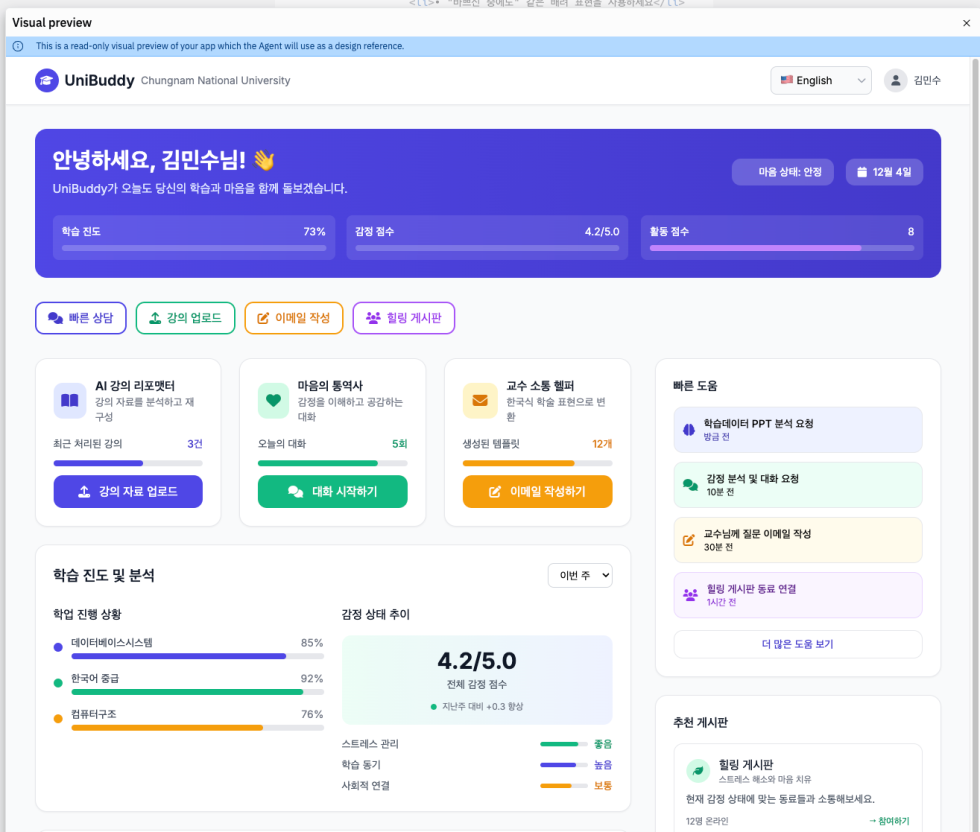 <li>• "바쁘신 중에도" 같은 배려 표현을 사용하세요</li>
Visual preview
This is a read-only visual preview of your app which the Agent will use as a design reference.
UniBuddy Chungnam National University
English
김민수
안녕하세요, 김민수님! 👋
UniBuddy가 오늘도 당신의 학습과 마음을 함께 돌보겠습니다.
마음 상태: 안정
12월 4일
학습 진도 73%
감정 점수 4.2/5.0
활동 점수 8
빠른 상담
강의 업로드
이메일 작성
힐링 게시판
AI 강의 리포맷터
강의 자료를 분석하고 재
구성
최근 처리된 강의 3건
강의 자료 업로드
마음의 통역사
감정을 이해하고 공감하는
대화
오늘의 대화 5회
대화 시작하기
교수 소통 헬퍼
한국식 학술 표현으로 변
환
생성된 템플릿 12개
이메일 작성하기
학습 진도 및 분석
이번 주
학업 진행 상황
데이터베이스시스템 85%
한국어 중급 92%
컴퓨터구조 76%
감정 상태 추이
4.2/5.0
전체 감정 점수
지난주 대비 +0.3 향상
스트레스 관리 좋음
학습 동기 높음
사회적 연결 보통
빠른 도움
학습데이터 PPT 분석 요청
방금 전
감정 분석 및 대화 요청
10분 전
교수님께 질문 이메일 작성
30분 전
힐링 게시판 동료 연결
1시간 전
더 많은 도움 보기
추천 게시판
힐링 게시판
스트레스 해소와 마음 치유
현재 감정 상태에 맞는 동료들과 소통해보세요.
12명 온라인
→ 참여하기